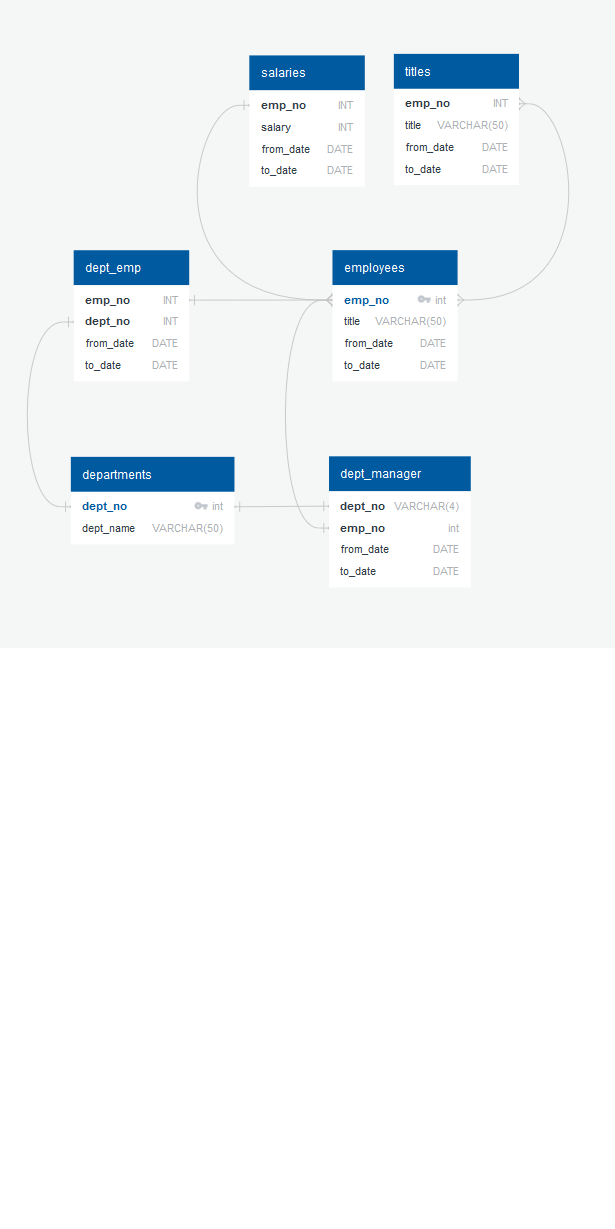 salaries
emp_no INT
salary INT
from_date DATE
to_date DATE
titles
emp_no INT
title VARCHAR(50)
from_date DATE
to_date DATE
dept_emp
emp_no INT
dept_no INT
from_date DATE
to_date DATE
employees
emp_no int
title VARCHAR(50)
from_date DATE
to_date DATE
departments
dept_no int
dept_name VARCHAR(50)
dept_manager
dept_no VARCHAR(4)
emp_no int
from_date DATE
to_date DATE